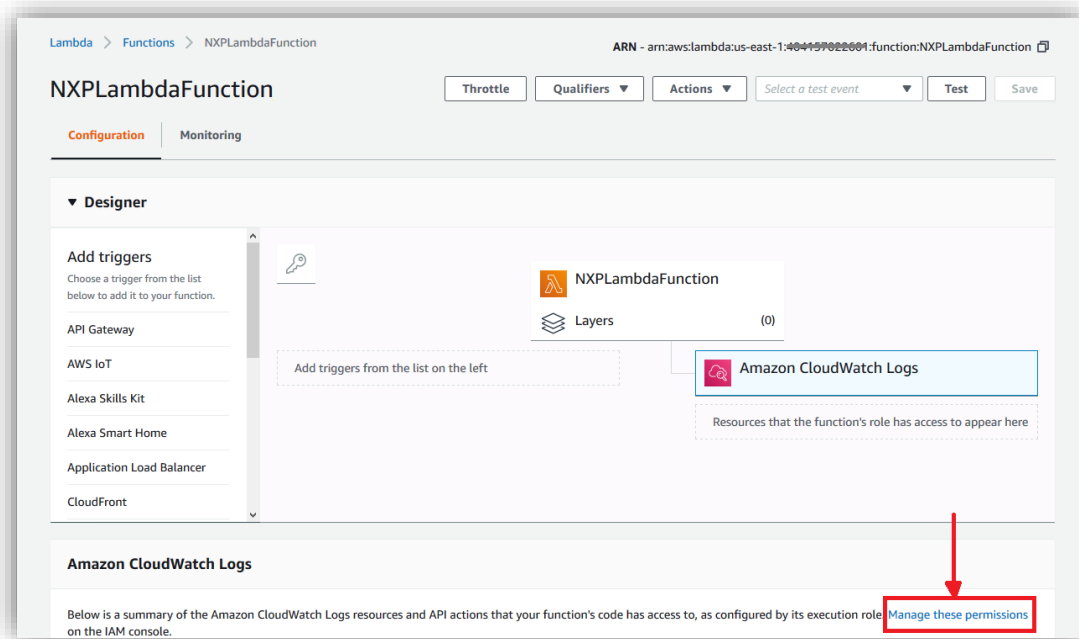 Lambda > Functions > NXPLambdaFunction
ARN - arn:aws:lambda:us-east-1: :function:NXPLambdaFunction
NXPLambdaFunction
Throttle
Qualifiers
Actions
Select a test event
Test
Save
Configuration
Monitoring
Designer
Add triggers
Choose a trigger from the list
below to add it to your function.
API Gateway
AWS IoT
Alexa Skills Kit
Alexa Smart Home
Application Load Balancer
CloudFront
NXPLambdaFunction
Layers
(0)
Add triggers from the list on the left
Amazon CloudWatch Logs
Resources that the function's role has access to appear here
Amazon CloudWatch Logs
Below is a summary of the Amazon CloudWatch Logs resources and API actions that your function's code has access to, as configured by its execution role. Manage these permissions
on the IAM console.